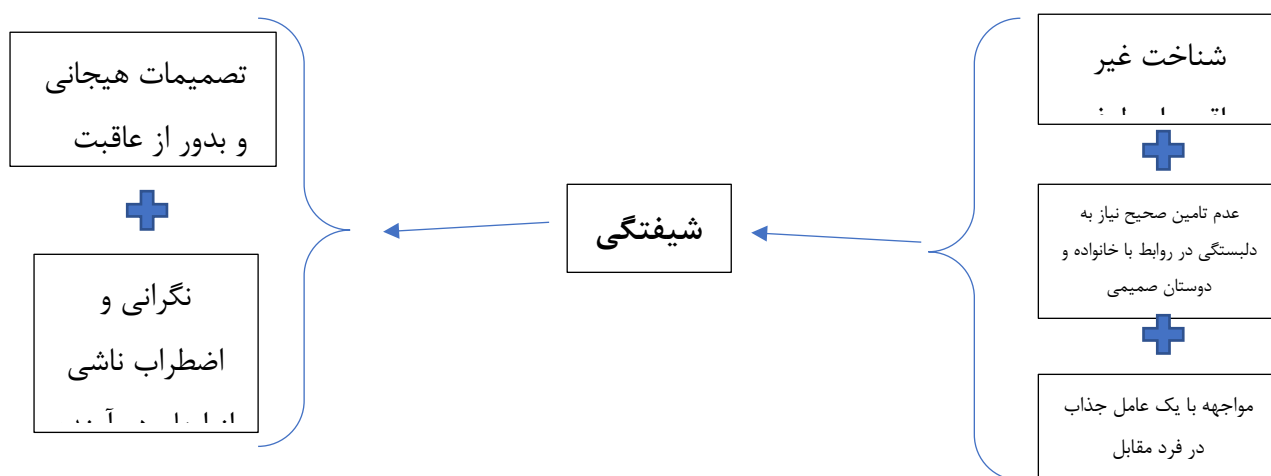 شناخت غیر
عدم تامین صحیح نیاز به
دلبستگی در روابط با خانواده و
دوستان صمیمی
مواجهه با یک عامل جذاب
در فرد مقابل
شیفتگی
تصمیمات هیجانی
و بدور از عاقبت
نگرانی و
اضطراب ناشی